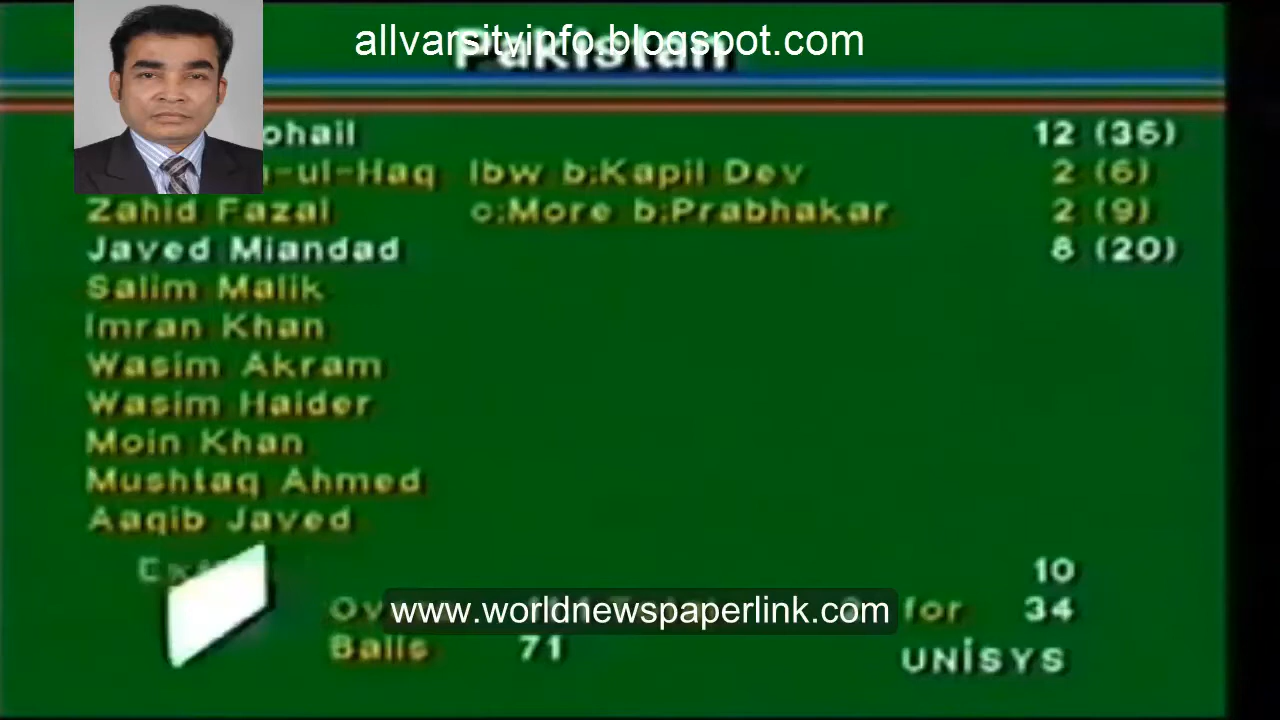 allvarsityinfo.blogspot.com
Pakistan
ohail 12 (36)
-ul-Haq lbw b:Kapil Dev 2 (6)
Zahid Fazal c:More b:Prabhakar 2 (9)
Javed Miandad 8 (20)
Salim Malik
Imran Khan
Wasim Akram
Wasim Haider
Moin Khan
Mushtaq Ahmed
Aaqib Javed
10
www.worldnewspaperlink.com for 34
Balls 71
UNiSYS